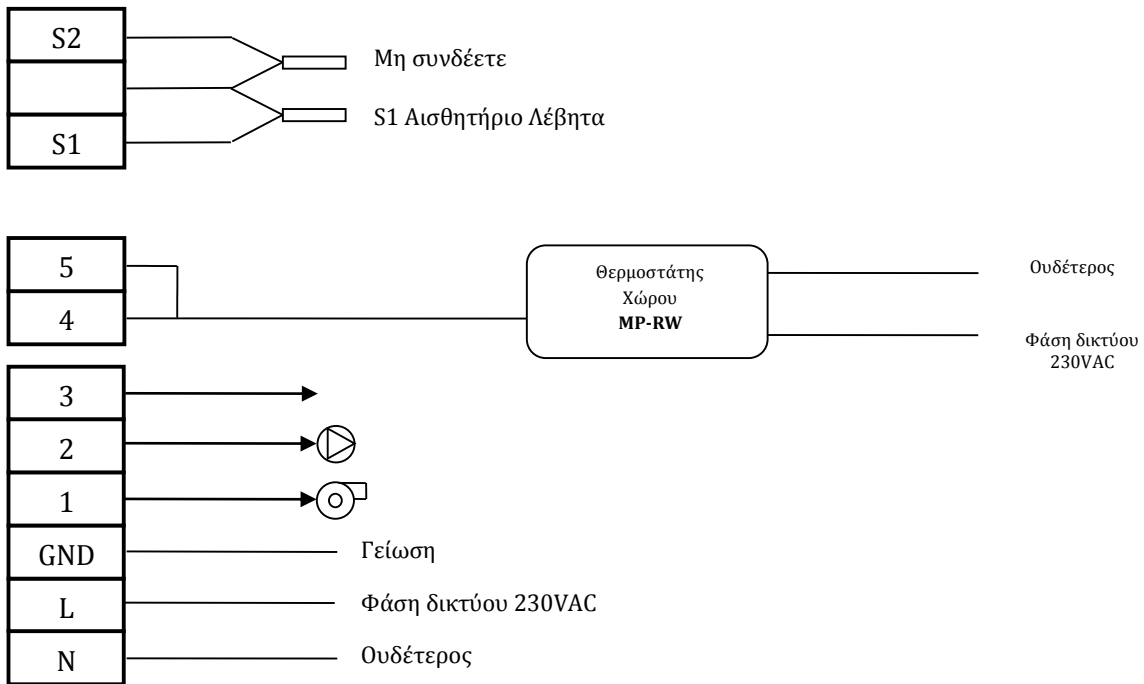 S2
Μη συνδέετε
S1 Αισθητήριο Λέβητα
S1
5
4
Θερμοστάτης
Χώρου
MP-RW
Ουδέτερος
Φάση δικτύου
230VAC
3
2
1
GND
Γείωση
L
Φάση δικτύου 230VAC
N
Ουδέτερος